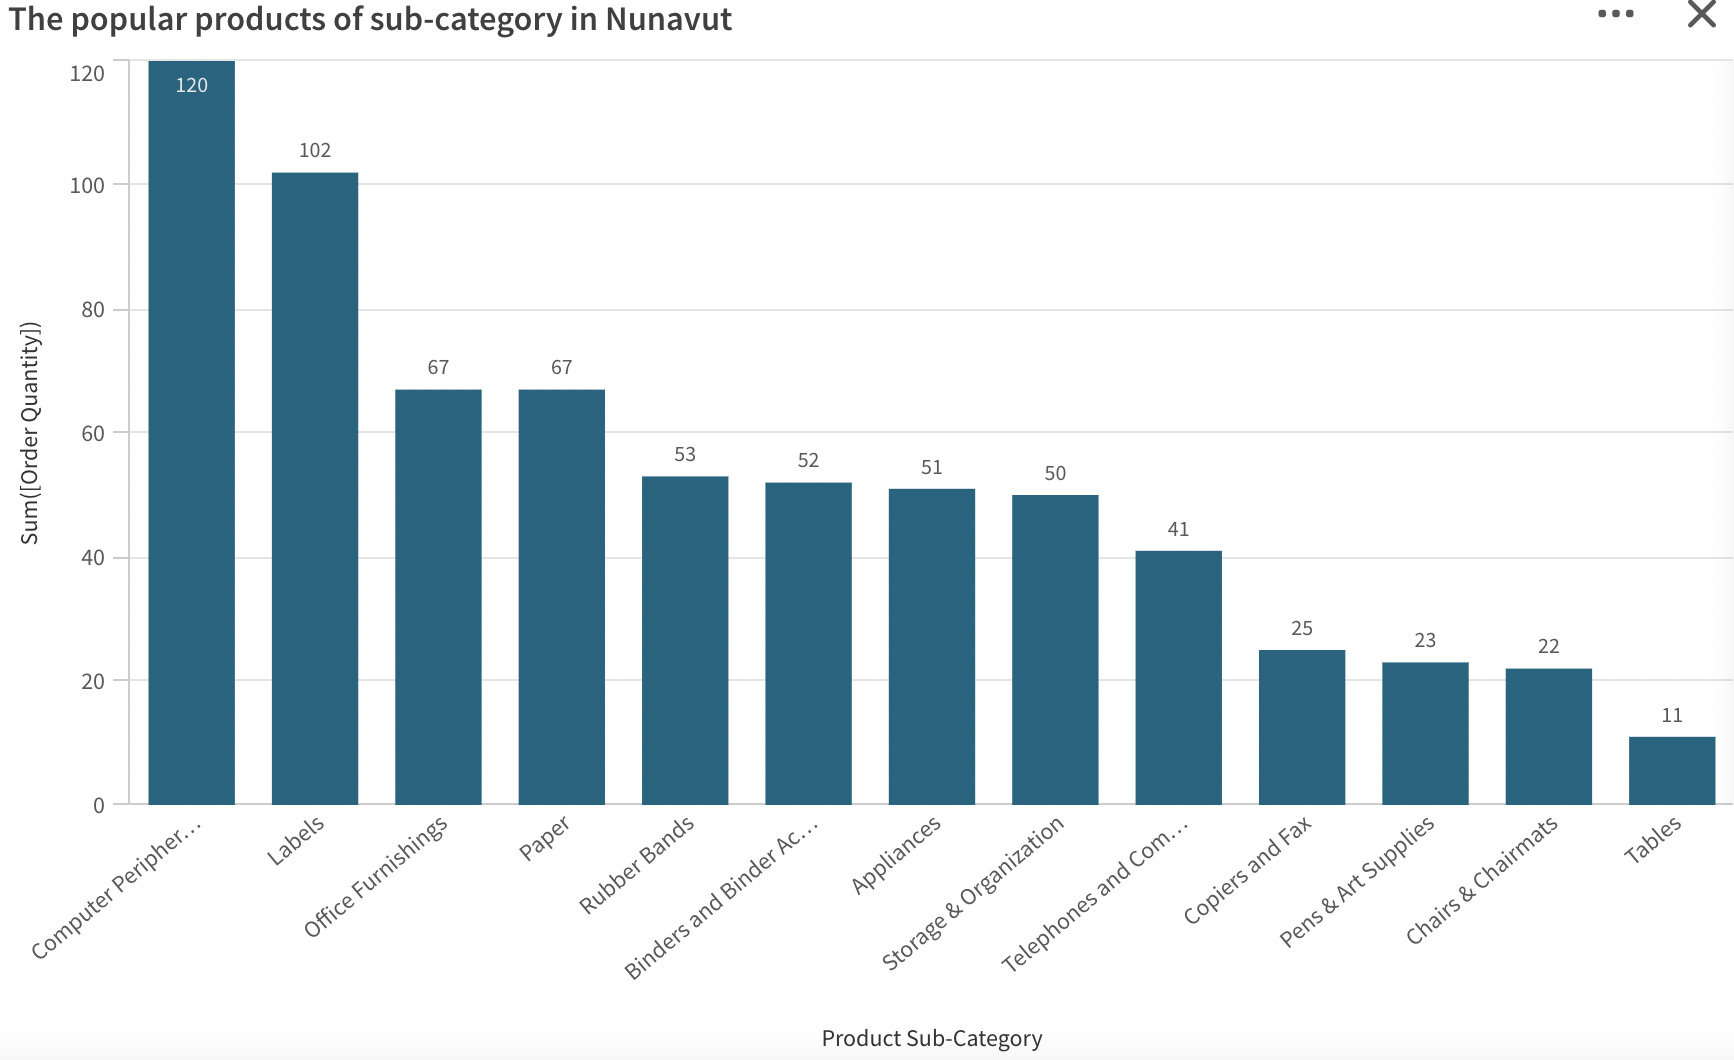 The popular products of sub-category in Nunavut
120
100
80
60
40
20
0
Sum([Order Quantity])
120
102
67
67
53
52
51
50
41
25
23
22
11
Computer Peripher…
Labels
Office Furnishings
Paper
Rubber Bands
Binders and Binder Ac…
Appliances
Storage & Organization
Telephones and Com…
Copiers and Fax
Pens & Art Supplies
Chairs & Chairmats
Tables
Product Sub-Category